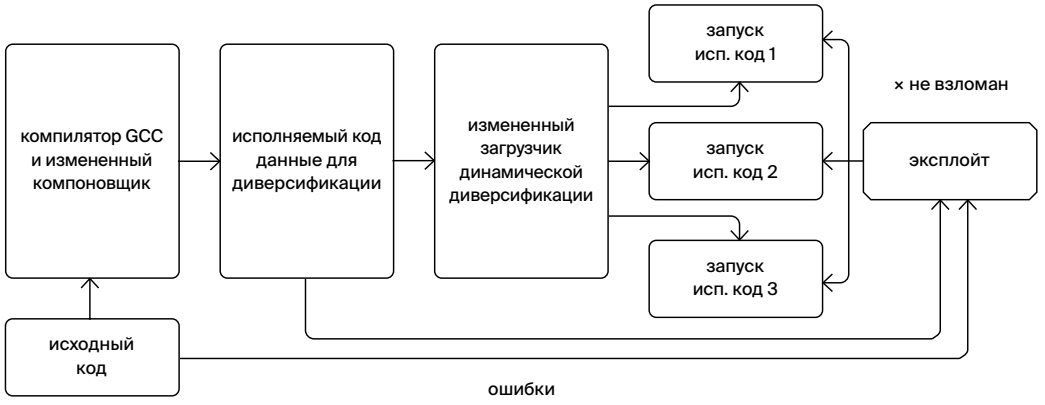 запуск
исп. код 1
× не взломан
компилятор GCC
и измененный
компоновщик
исполняемый код
данные для
диверсификации
измененный
загрузчик
динамической
диверсификации
запуск
исп. код 2
эксплойт
запуск
исп. код 3
исходный
код
ошибки